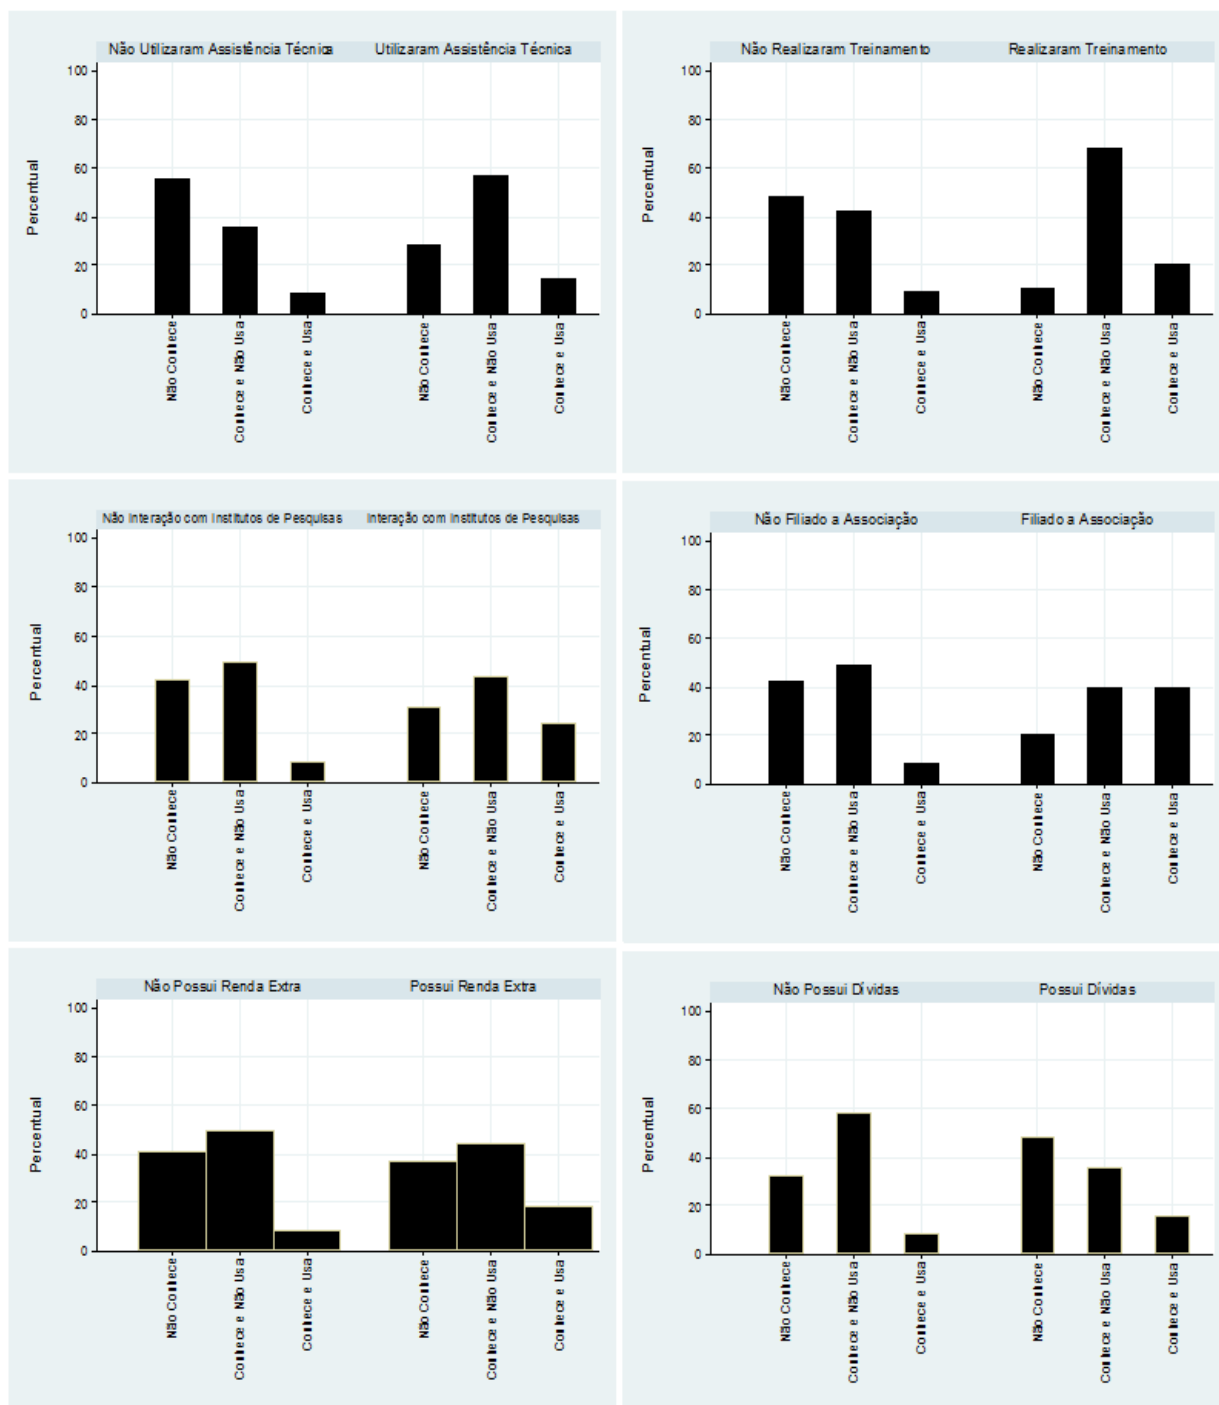 Não Utilizaram Assistência Técnica Utilizaram Assistência Técnica
Percentual
100
80
60
40
20
0
Não Conhece
Conhece e Não Usa
Conhece e Usa
Não Conhece
Conhece e Não Usa
Conhece e Usa
Não Realizaram Treinamento Realizaram Treinamento
Percentual
100
80
60
40
20
0
Não Conhece
Conhece e Não Usa
Conhece e Usa
Não Conhece
Conhece e Não Usa
Conhece e Usa
Não Interação com Institutos de Pesquisas Interação com Institutos de Pesquisas
Percentual
100
80
60
40
20
0
Não Conhece
Conhece e Não Usa
Conhece e Usa
Não Conhece
Conhece e Não Usa
Conhece e Usa
Não Filiado a Associação Filiado a Associação
Percentual
100
80
60
40
20
0
Não Conhece
Conhece e Não Usa
Conhece e Usa
Não Conhece
Conhece e Não Usa
Conhece e Usa
Não Possui Renda Extra Possui Renda Extra
Percentual
100
80
60
40
20
0
Não Conhece
Conhece e Não Usa
Conhece e Usa
Não Conhece
Conhece e Não Usa
Conhece e Usa
Não Possui Dívidas Possui Dívidas
Percentual
100
80
60
40
20
0
Não Conhece
Conhece e Não Usa
Conhece e Usa
Não Conhece
Conhece e Não Usa
Conhece e Usa